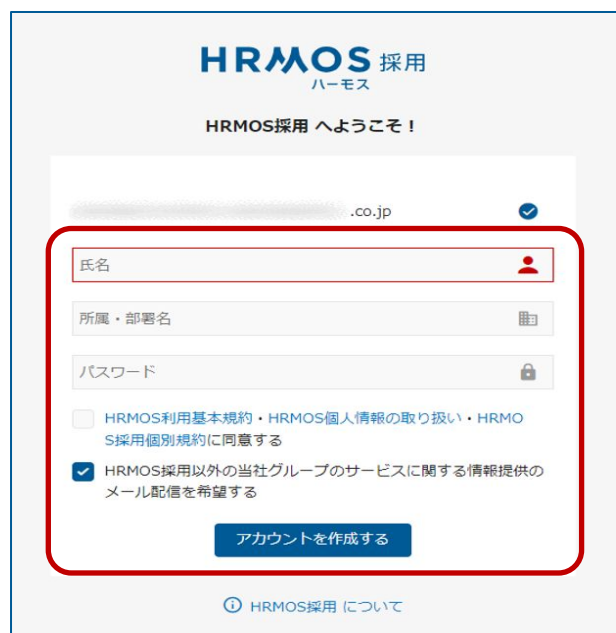 HRMOS 採用
ハーモス
HRMOS採用 へようこそ！
.co.jp
氏名
所属・部署名
パスワード
HRMOS利用基本規約・HRMOS個人情報の取り扱い・HRMO
S採用個別規約に同意する
HRMOS採用以外の当社グループのサービスに関する情報提供の
メール配信を希望する
アカウントを作成する
HRMOS採用 について